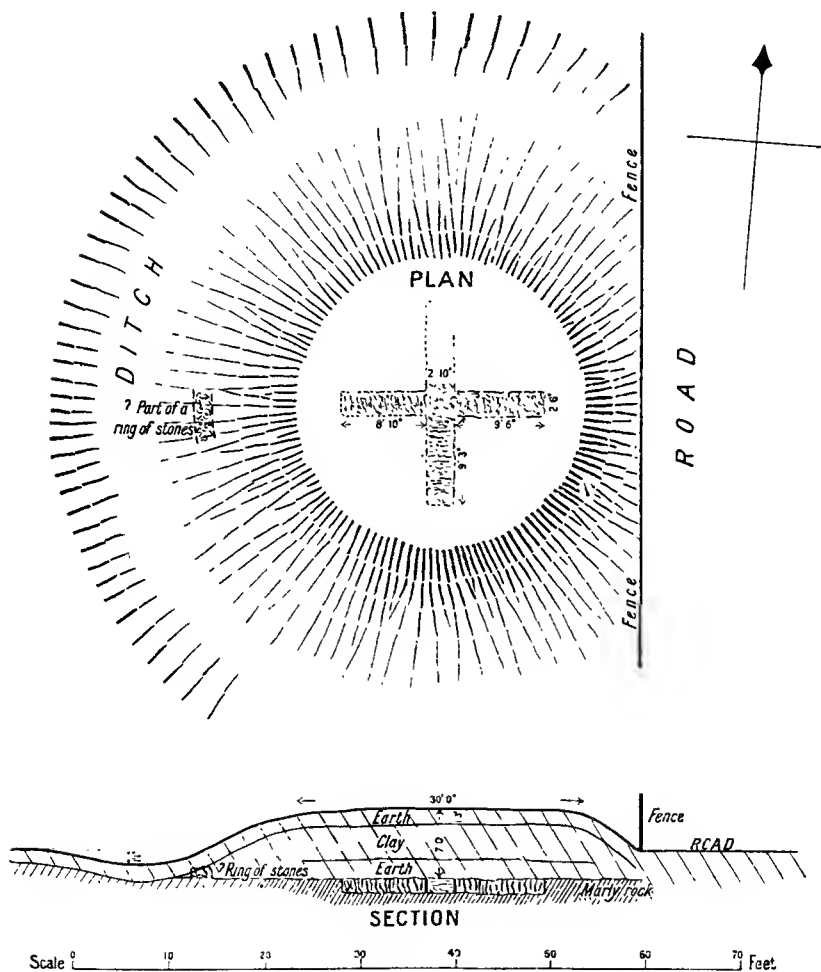 Fence
PLAN
DITCH
ROAD
2' 10"
2' 6"
? Part of a
ring of stones
8' 10"
9' 6"
9' 3"
Fence
30' 0"
Fence
Earth
Clay
7' 0
ROAD
? Ring of stones
Earth
Marly rock
SECTION
Scale 0 10 20 30 40 50 60 70 Feet